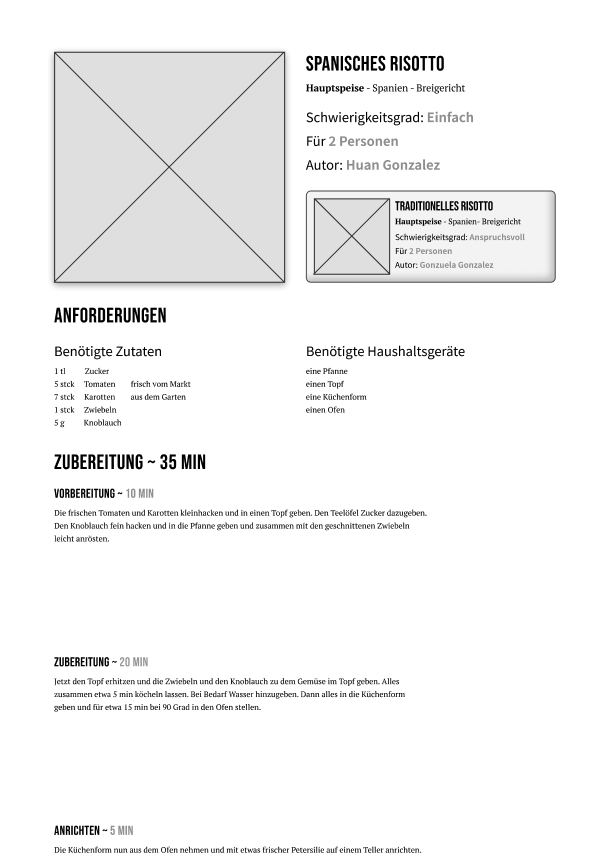 SPANISCHES RISOTTO
Hauptspeise - Spanien - Breigericht
Schwierigkeitsgrad: Einfach
Für 2 Personen
Autor: Huan Gonzalez
TRADITIONELLES RISOTTO
Hauptspeise - Spanien- Breigericht
Schwierigkeitsgrad: Anspruchsvoll
Für 2 Personen
Autor: Gonzuela Gonzalez
ANFORDERUNGEN
Benötigte Zutaten
1 tl Zucker
5 stck Tomaten frisch vom Markt
7 stck Karotten aus dem Garten
1 stck Zwiebeln
5 g Knoblauch
Benötigte Haushaltsgeräte
eine Pfanne
einen Topf
eine Küchenform
einen Ofen
ZUBEREITUNG ~ 35 MIN
VORBEREITUNG ~ 10 MIN
Die frischen Tomaten und Karotten kleinhacken und in einen Topf geben. Den Teelöfel Zucker dazugeben.
Den Knoblauch fein hacken und in die Pfanne geben und zusammen mit den geschnittenen Zwiebeln
leicht anrösten.
ZUBEREITUNG ~ 20 MIN
Jetzt den Topf erhitzen und die Zwiebeln und den Knoblauch zu dem Gemüse im Topf geben. Alles
zusammen etwa 5 min köcheln lassen. Bei Bedarf Wasser hinzugeben. Dann alles in die Küchenform
geben und für etwa 15 min bei 90 Grad in den Ofen stellen.
ANRICHTEN ~ 5 MIN
Die Küchenform nun aus dem Ofen nehmen und mit etwas frischer Petersilie auf einem Teller anrichten.